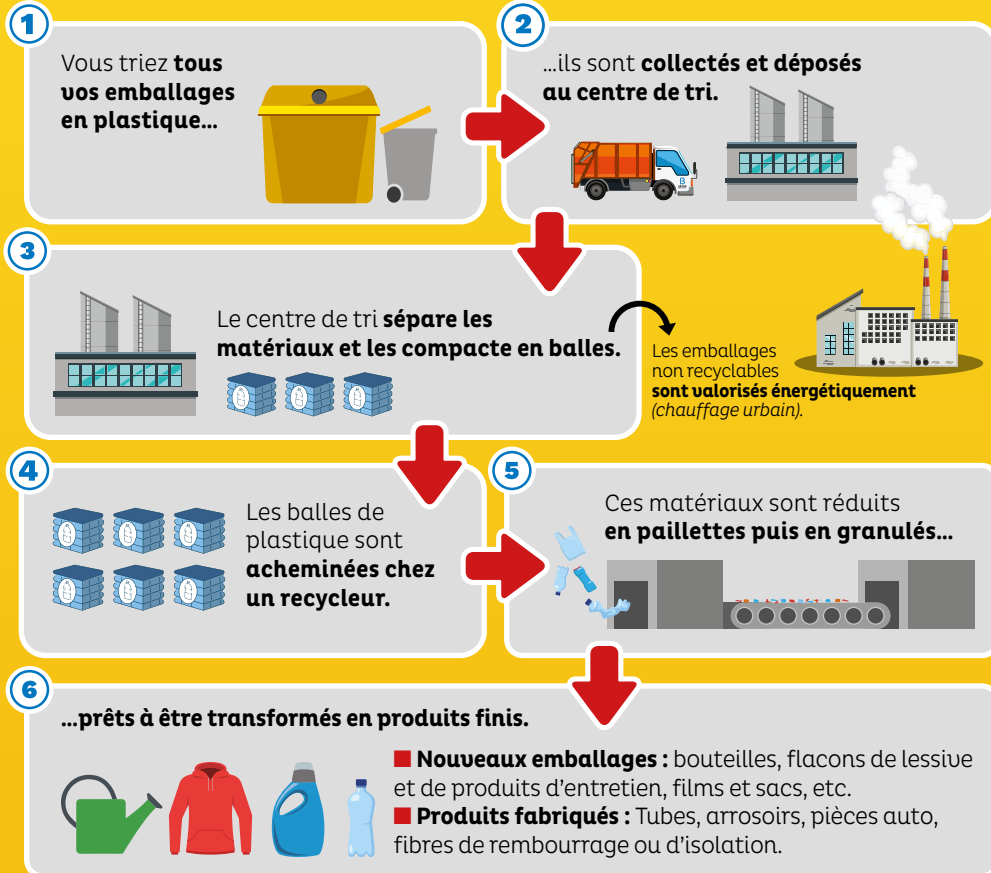 1
Vous triez tous
vos emballages
en plastique...
2
...ils sont collectés et déposés
au centre de tri.
3
Le centre de tri sépare les
matériaux et les compacte en balles.
Les emballages
non recyclables
sont valorisés énergétiquement
(chauffage urbain).
4
Les balles de
plastique sont
acheminées chez
un recycleur.
5
Ces matériaux sont réduits
en paillettes puis en granulés...
6
...prêts à être transformés en produits finis.
■ Nouveaux emballages : bouteilles, flacons de lessive
et de produits d'entretien, films et sacs, etc.
■ Produits fabriqués : Tubes, arrosoirs, pièces auto,
fibres de rembourrage ou d'isolation.